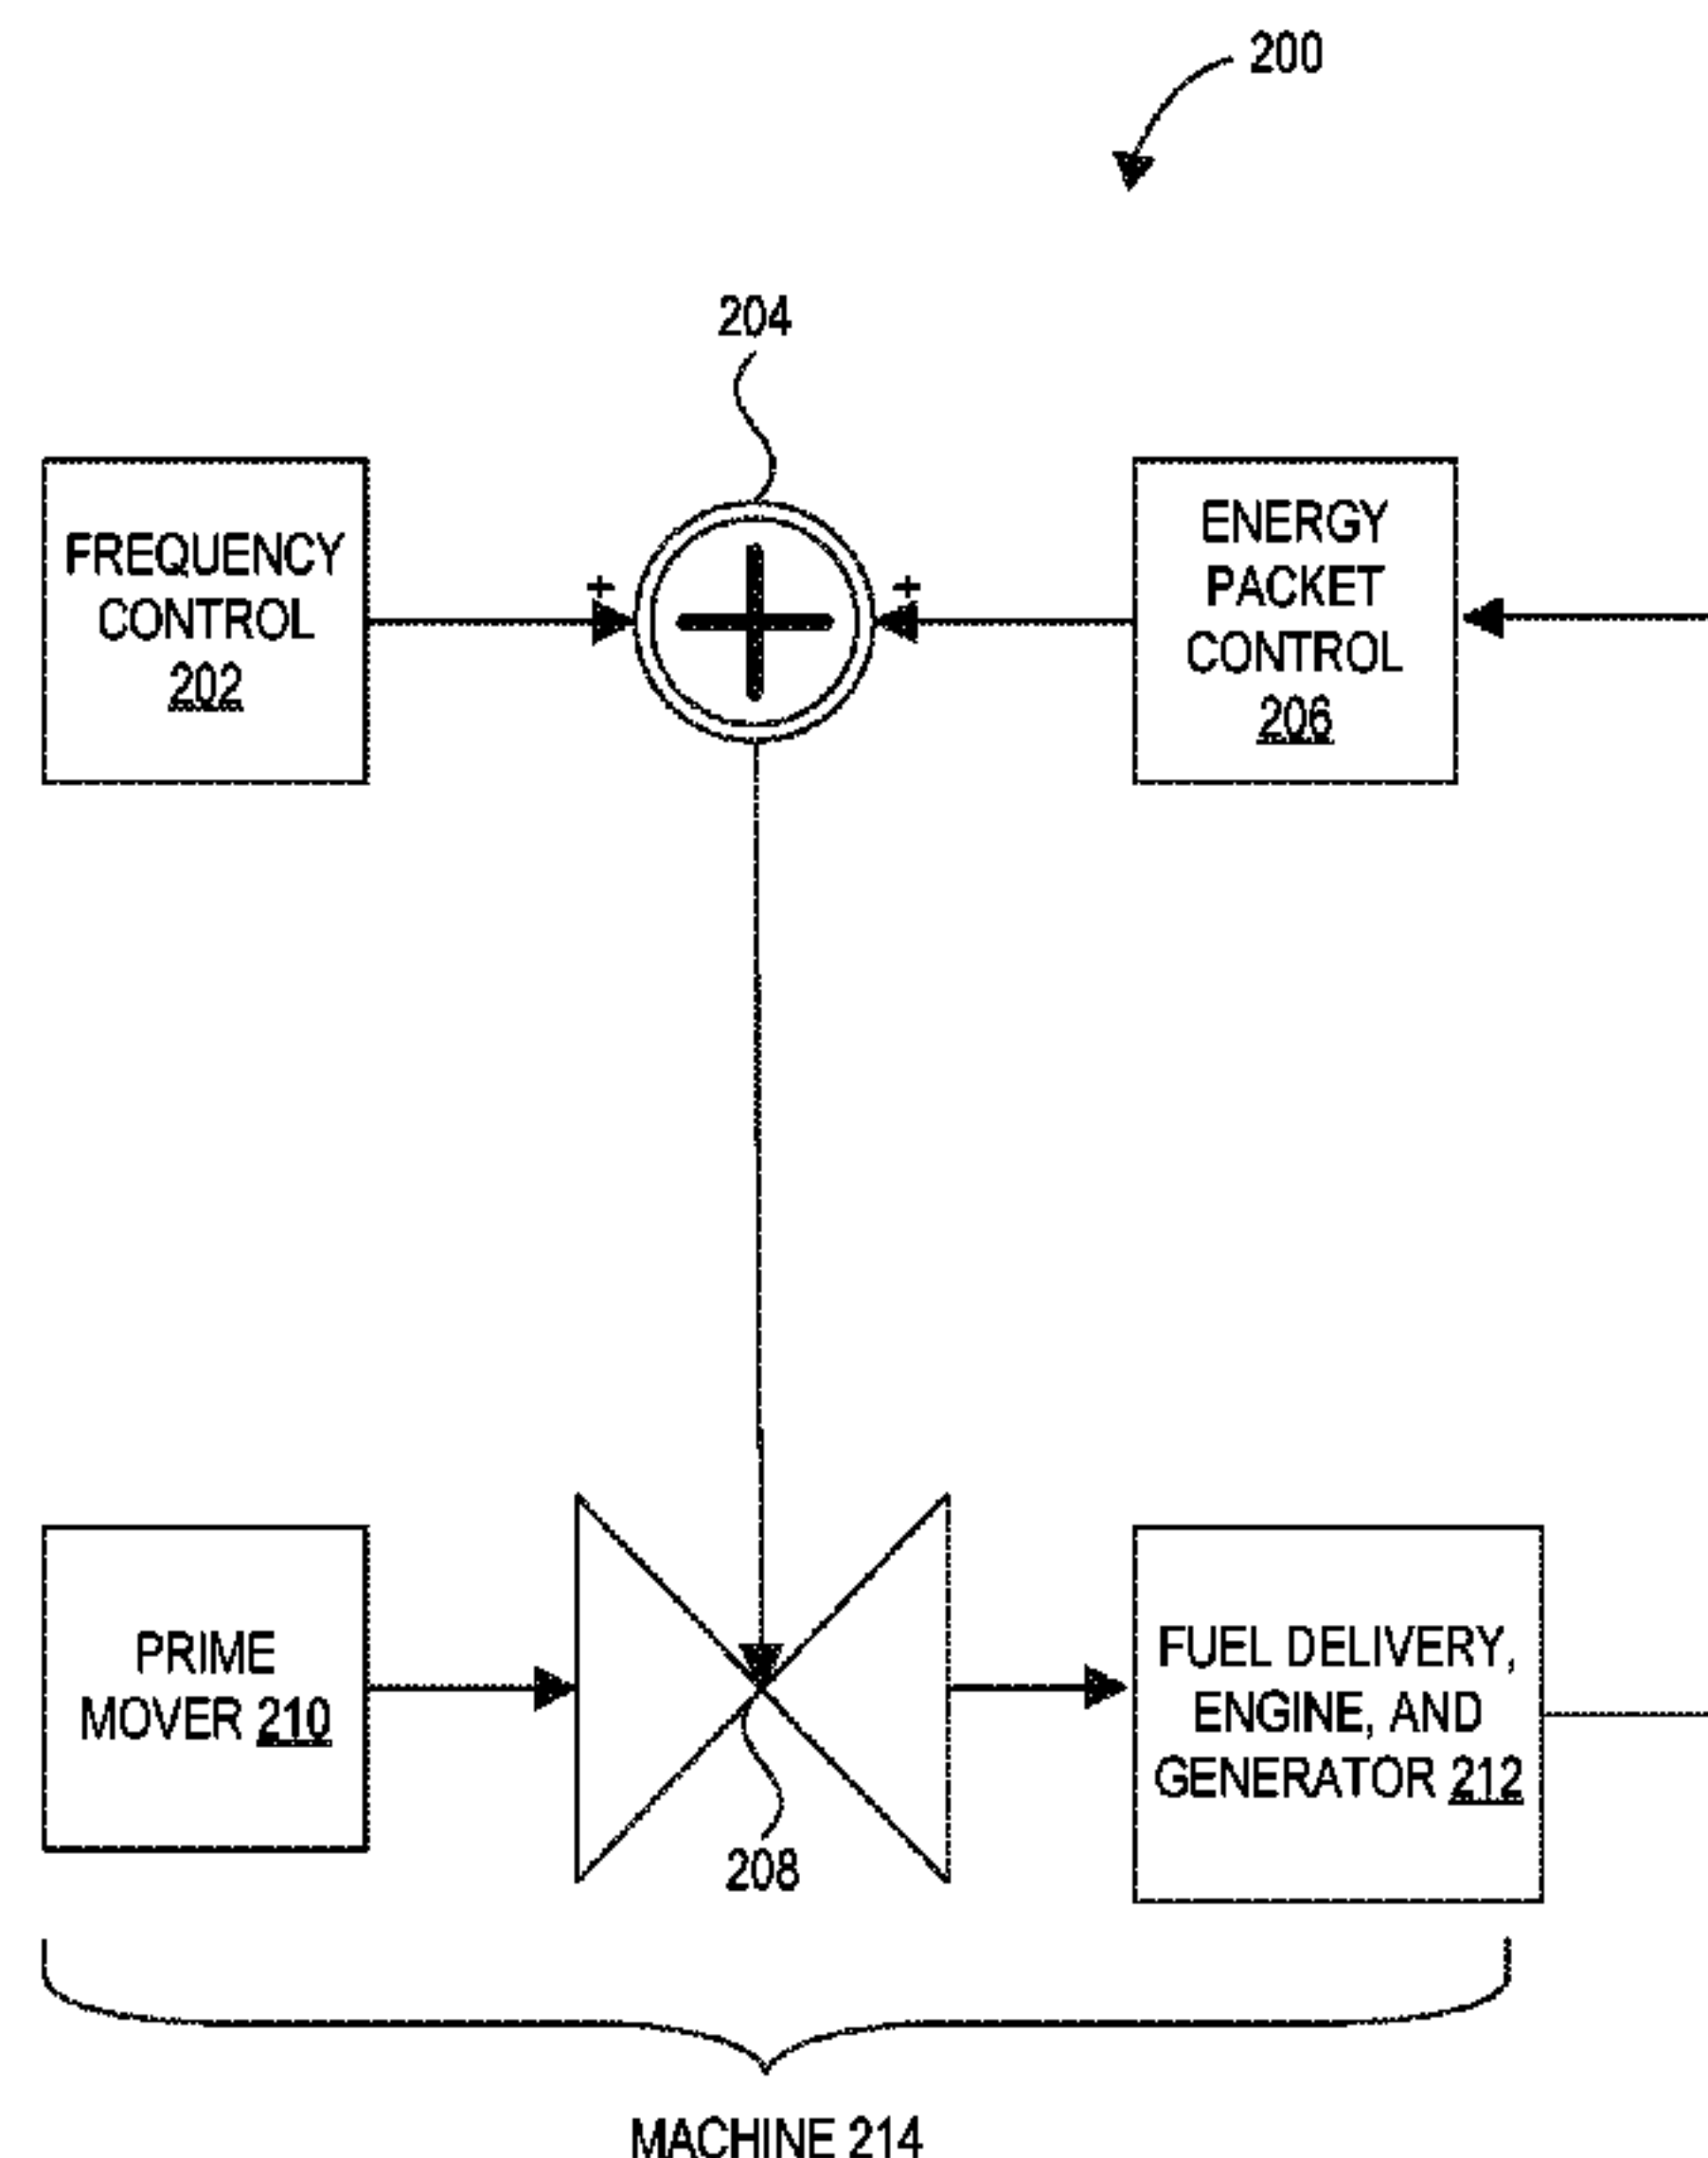 200
204
FREQUENCY
CONTROL
202
+
+
ENERGY
PACKET
CONTROL
206
PRIME
MOVER 210
208
FUEL DELIVERY,
ENGINE, AND
GENERATOR 212
MACHINE 214